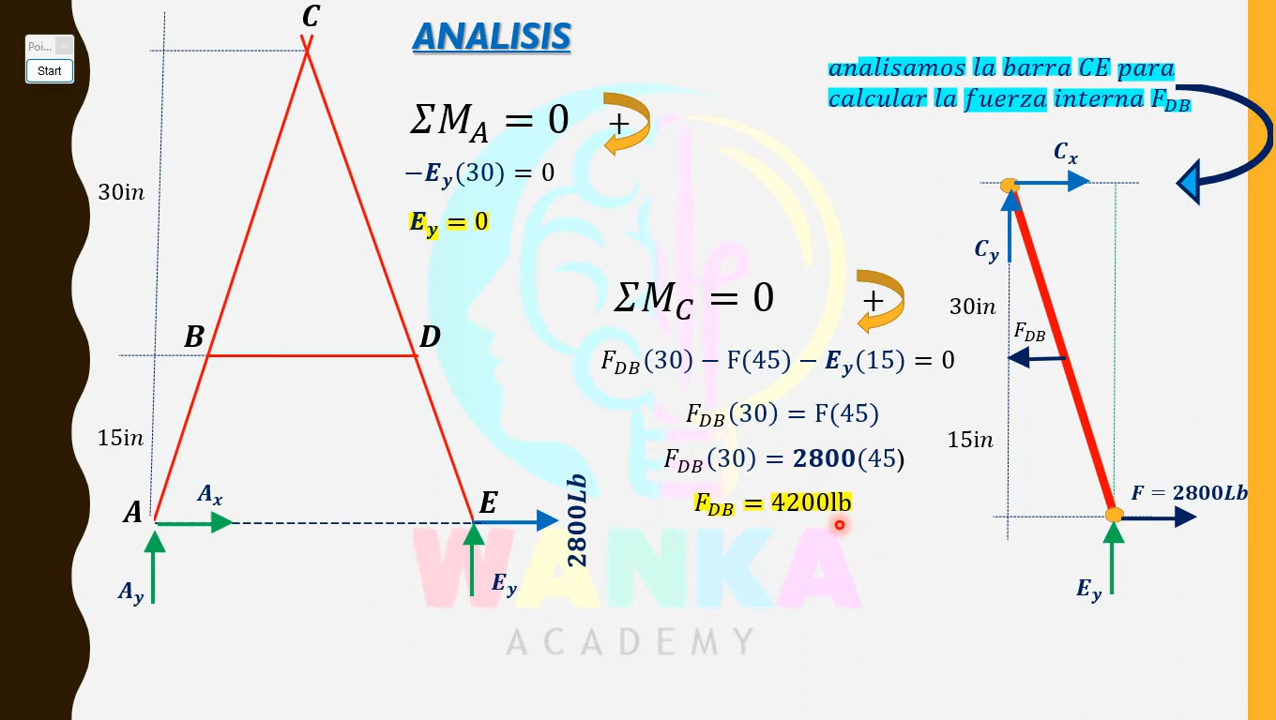 Poi...
Start
ANALISIS
analisamos la barra CE para
calcular la fuerza interna F_DB
C
30in
B
D
15in
A
A_x
A_y
E
E_y
2800Lb
ΣM_A = 0 +
−E_y(30) = 0
E_y = 0
ΣM_C = 0 +
F_DB(30) − F(45) − E_y(15) = 0
F_DB(30) = F(45)
F_DB(30) = 2800(45)
F_DB = 4200lb
C_x
C_y
30in
F_DB
15in
F = 2800Lb
E_y
WANKA
ACADEMY